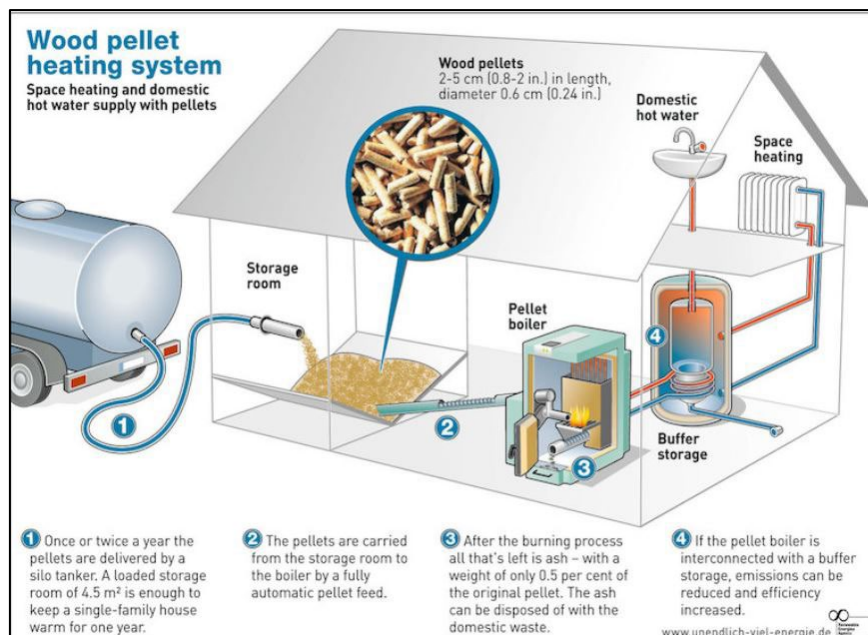 Wood pellet
heating system
Space heating and domestic
hot water supply with pellets
Wood pellets
2-5 cm (0.8-2 in.) in length,
diameter 0.6 cm (0.24 in.)
Domestic
hot water
Space
heating
Storage
room
Pellet
boiler
4
1
2
3
Buffer
storage
1 Once or twice a year the
pellets are delivered by a
silo tanker. A loaded storage
room of 4.5 m² is enough to
keep a single-family house
warm for one year.
2 The pellets are carried
from the storage room to
the boiler by a fully
automatic pellet feed.
3 After the burning process
all that's left is ash – with a
weight of only 0.5 per cent of
the original pellet. The ash
can be disposed of with the
domestic waste.
4 If the pellet boiler is
interconnected with a buffer
storage, emissions can be
reduced and efficiency
increased.
www.unendlich-viel-energie.de